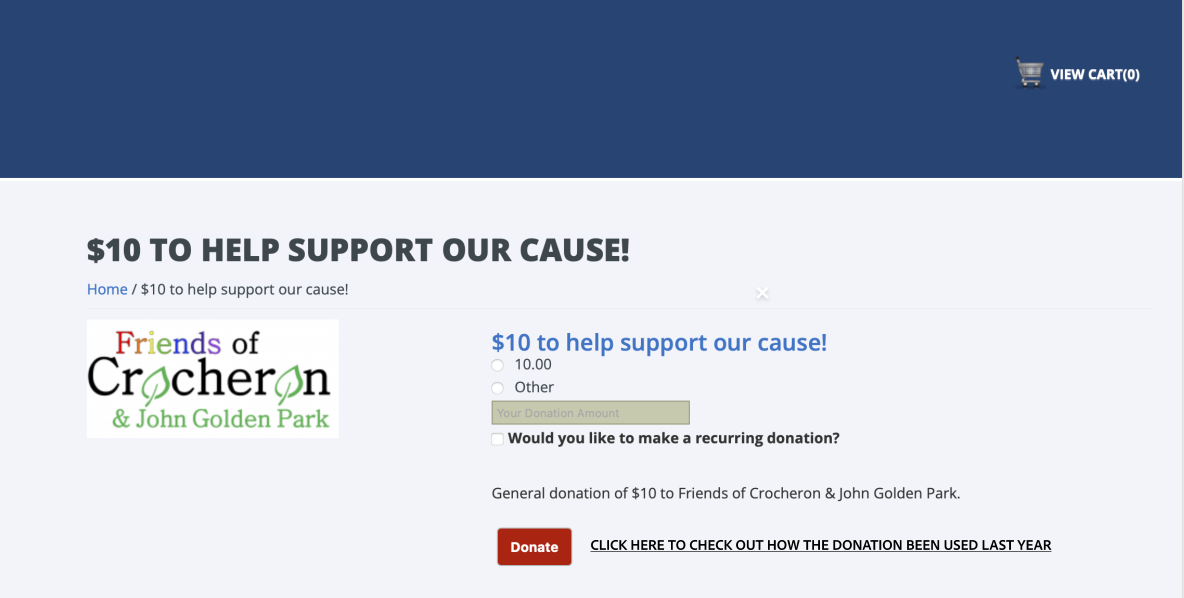 VIEW CART(0)
$10 TO HELP SUPPORT OUR CAUSE!
Home / $10 to help support our cause!
Friends of
Crocheron
& John Golden Park
$10 to help support our cause!
10.00
Other
Your Donation Amount
Would you like to make a recurring donation?
General donation of $10 to Friends of Crocheron & John Golden Park.
Donate
CLICK HERE TO CHECK OUT HOW THE DONATION BEEN USED LAST YEAR